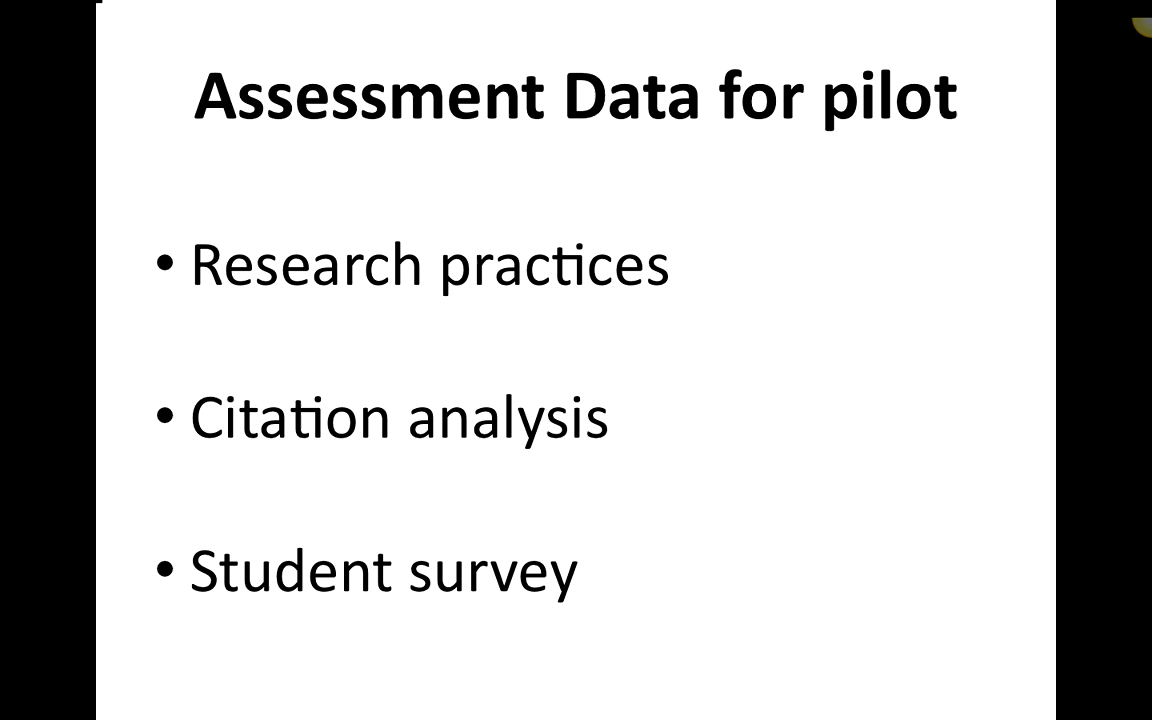 Assessment Data for pilot
• Research practices
• Citation analysis
• Student survey